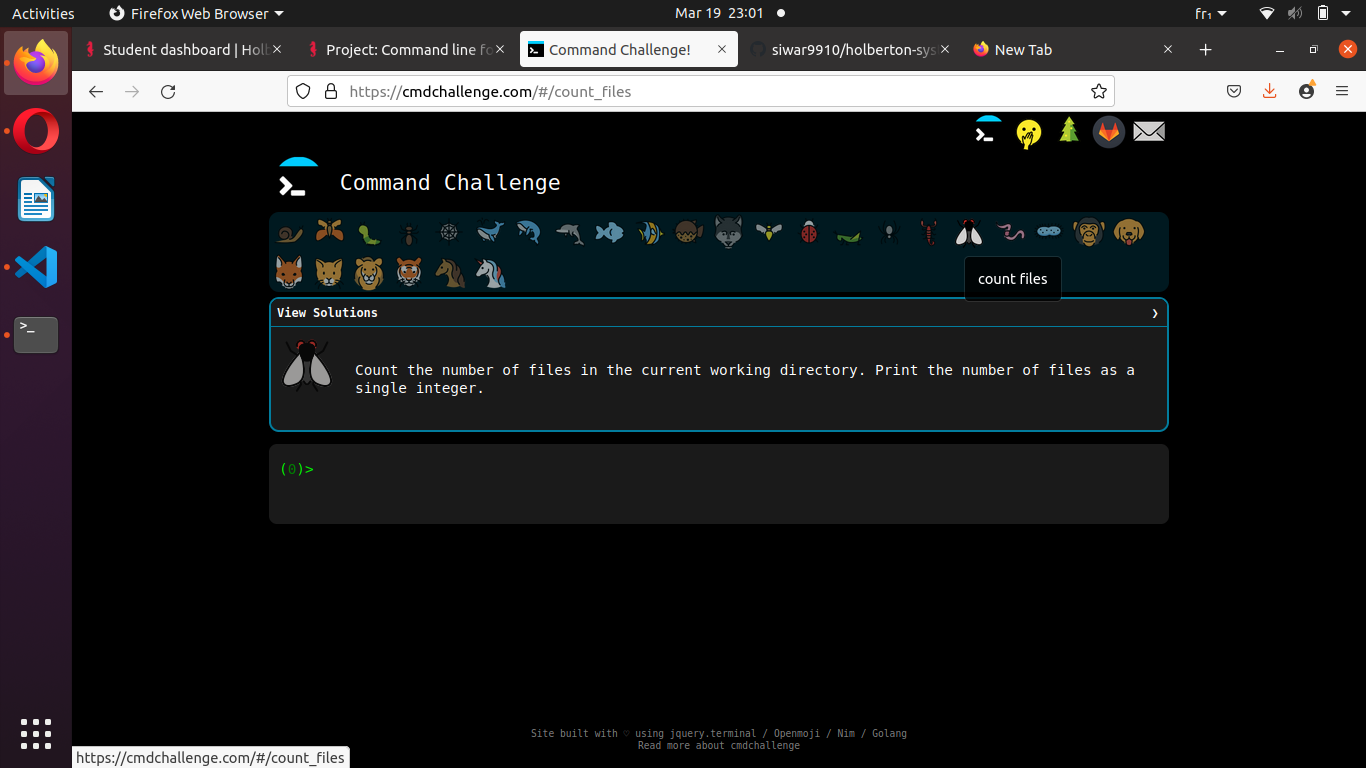 Activities
Firefox Web Browser
Mar 19 23:01
fr₁
Student dashboard | Holb
Project: Command line fo
Command Challenge!
siwar9910/holberton-sys
New Tab
https://cmdchallenge.com/#/count_files
Command Challenge
count files
View Solutions
Count the number of files in the current working directory. Print the number of files as a
single integer.
(0)>
Site built with ♡ using jquery.terminal / Openmoji / Nim / Golang
Read more about cmdchallenge
https://cmdchallenge.com/#/count_files